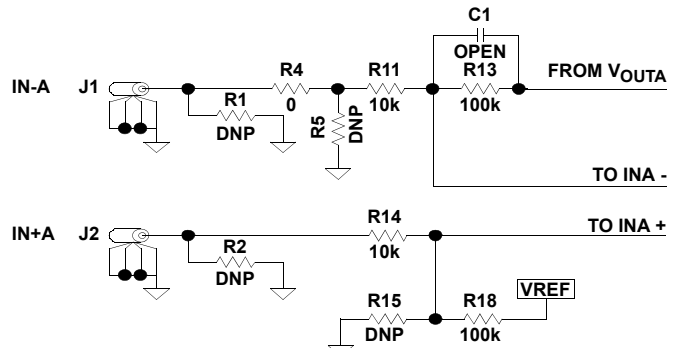 C1
OPEN
IN-A J1 R4 R11 R13 FROM VOUTA
R1 0 10k 100k
DNP R5 DNP
TO INA -
IN+A J2 R14 TO INA +
R2 10k
DNP
R15 R18 VREF
DNP 100k